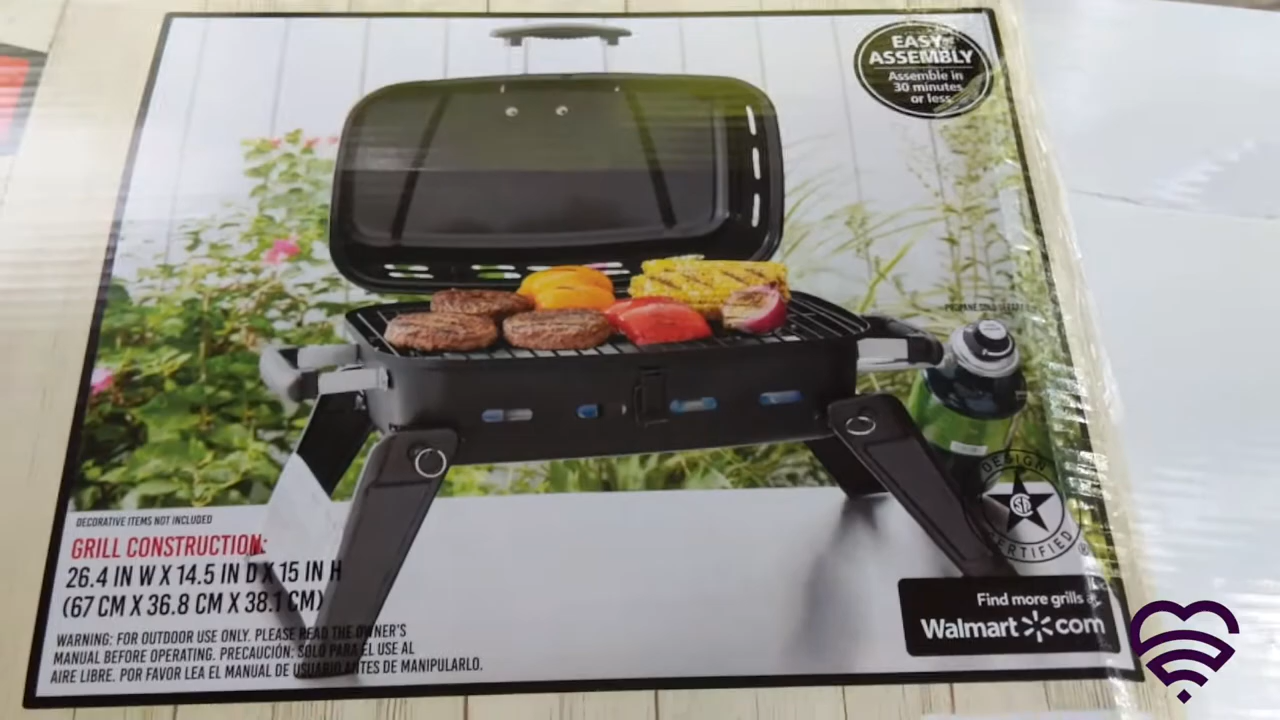 EASY
ASSEMBLY
Assemble in
30 minutes
or less
DECORATIVE ITEMS NOT INCLUDED
GRILL CONSTRUCTION:
26.4 IN W X 14.5 IN D X 15 IN H
(67 CM X 36.8 CM X 38.1 CM)
WARNING: FOR OUTDOOR USE ONLY. PLEASE READ THE OWNER'S
MANUAL BEFORE OPERATING. PRECAUCIÓN: SOLO PARA EL USE AL
AIRE LIBRE. POR FAVOR LEA EL MANUAL DE USUARIO ANTES DE MANIPULARLO.
DESIGN
CERTIFIED
®
Find more grills
Walmart com